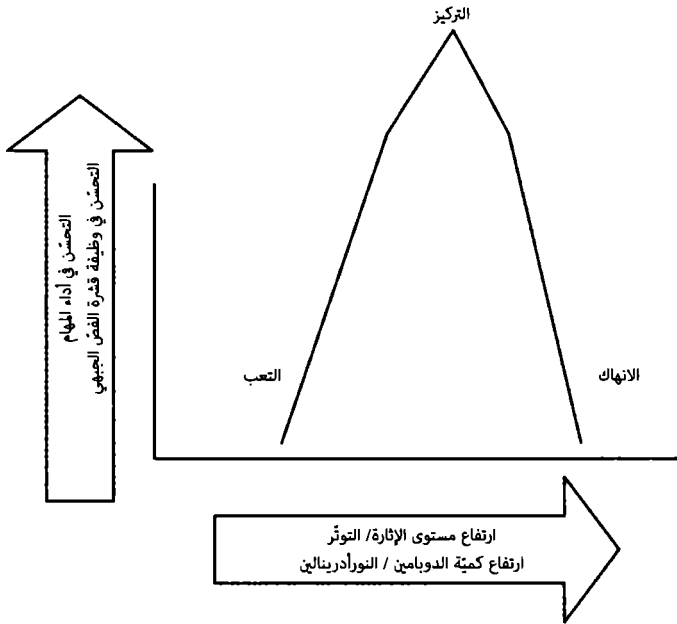 التركيز
التحسّن في أداء المهام
التحسّن في وظيفة قشرة الفصّ الجبهي
التعب
الانهاك
ارتفاع مستوى الإثارة/ التوتّر
ارتفاع كميّة الدوبامين / النورأدرينالين